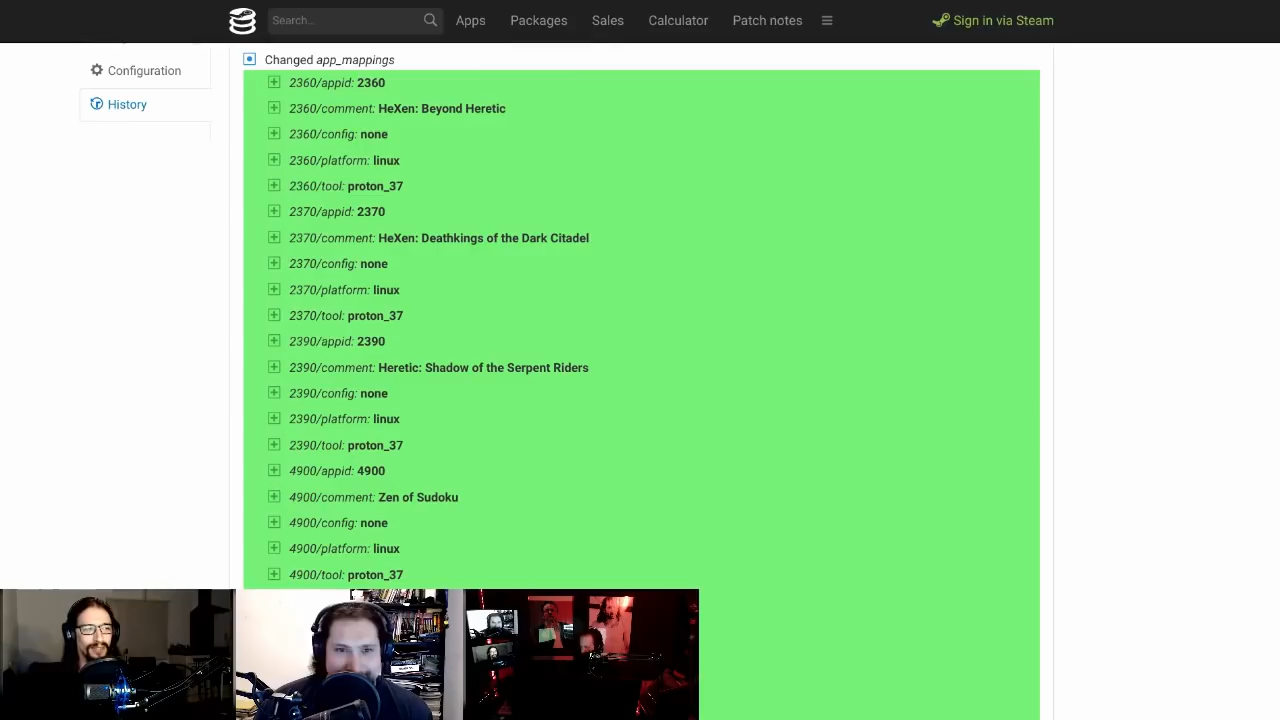 Search...
Apps
Packages
Sales
Calculator
Patch notes
Sign in via Steam
Configuration
History
Changed app_mappings
2360/appid: 2360
2360/comment: HeXen: Beyond Heretic
2360/config: none
2360/platform: linux
2360/tool: proton_37
2370/appid: 2370
2370/comment: HeXen: Deathkings of the Dark Citadel
2370/config: none
2370/platform: linux
2370/tool: proton_37
2390/appid: 2390
2390/comment: Heretic: Shadow of the Serpent Riders
2390/config: none
2390/platform: linux
2390/tool: proton_37
4900/appid: 4900
4900/comment: Zen of Sudoku
4900/config: none
4900/platform: linux
4900/tool: proton_37